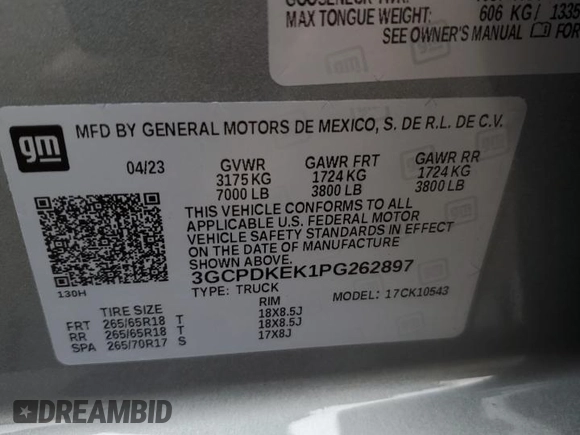 MAX TONGUE WEIGHT: 606 KG/ 1335
SEE OWNER'S MANUAL FOR
gm
gm MFD BY GENERAL MOTORS DE MEXICO, S. DE R.L. DE C.V.
04/23 GVWR GAWR FRT GAWR RR
3175 KG 1724 KG 1724 KG
7000 LB 3800 LB 3800 LB
THIS VEHICLE CONFORMS TO ALL
APPLICABLE U.S. FEDERAL MOTOR
VEHICLE SAFETY STANDARDS IN EFFECT
ON THE DATE OF MANUFACTURE
SHOWN ABOVE.
3GCPDKEK1PG262897
130H
TYPE: TRUCK MODEL: 17CK10543
TIRE SIZE RIM
FRT 265/65R18 T 18X8.5J
RR 265/65R18 T 18X8.5J
SPA 265/70R17 S 17X8J
DREAMBID